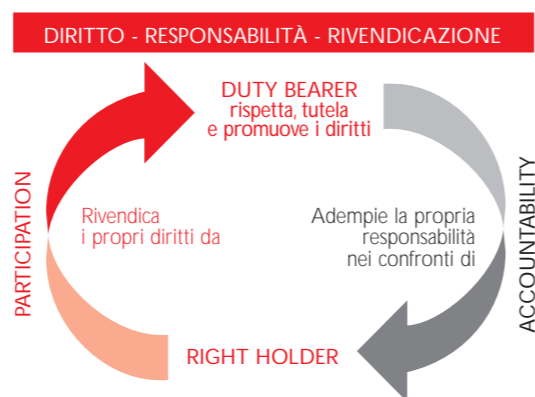 DIRITTO - RESPONSABILITÀ - RIVENDICAZIONE
DUTY BEARER
rispetta, tutela
e promuove i diritti
PARTICIPATION
Rivendica
i propri diritti da
Adempie la propria
responsabilità
nei confronti di
ACCOUNTABILITY
RIGHT HOLDER